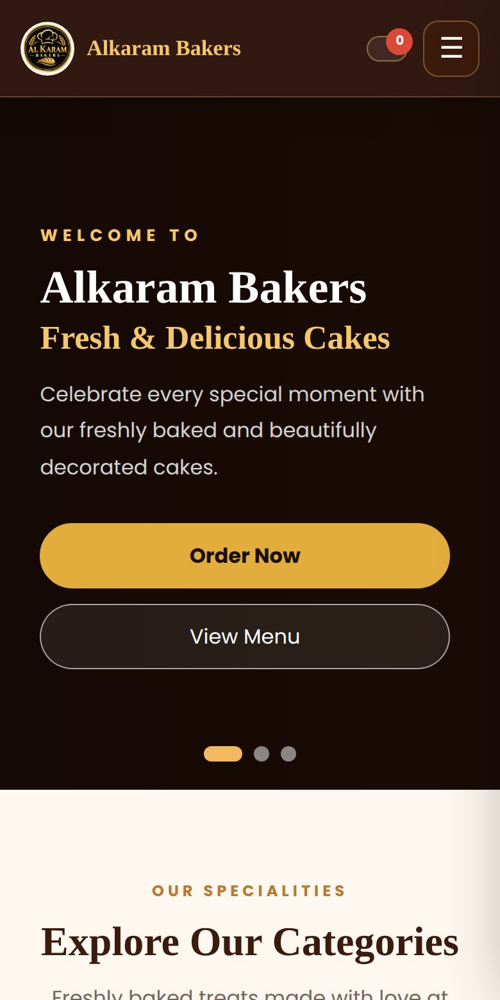 AL KARAM
BAKERS
Alkaram Bakers
0
WELCOME TO
Alkaram Bakers
Fresh & Delicious Cakes
Celebrate every special moment with
our freshly baked and beautifully
decorated cakes.
Order Now
View Menu
OUR SPECIALITIES
Explore Our Categories
Freshly baked treats made with love at